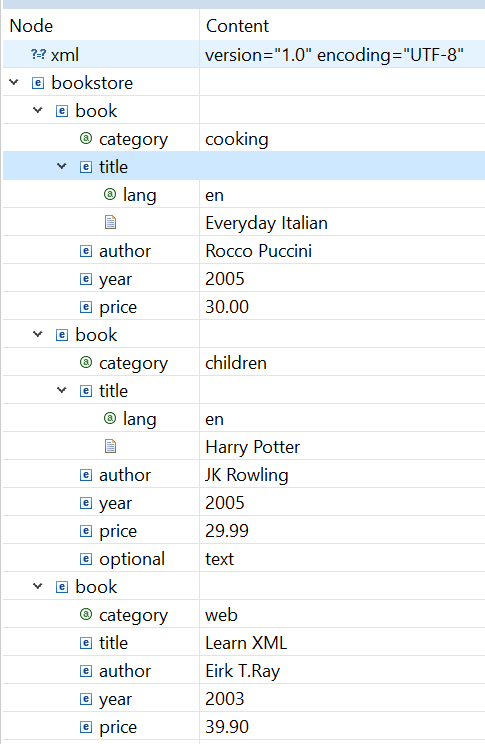 Node Content
?=? xml version="1.0" encoding="UTF-8"
e bookstore
e book
a category cooking
e title
a lang en
Everyday Italian
e author Rocco Puccini
e year 2005
e price 30.00
e book
a category children
e title
a lang en
Harry Potter
e author JK Rowling
e year 2005
e price 29.99
e optional text
e book
a category web
e title Learn XML
e author Eirk T.Ray
e year 2003
e price 39.90